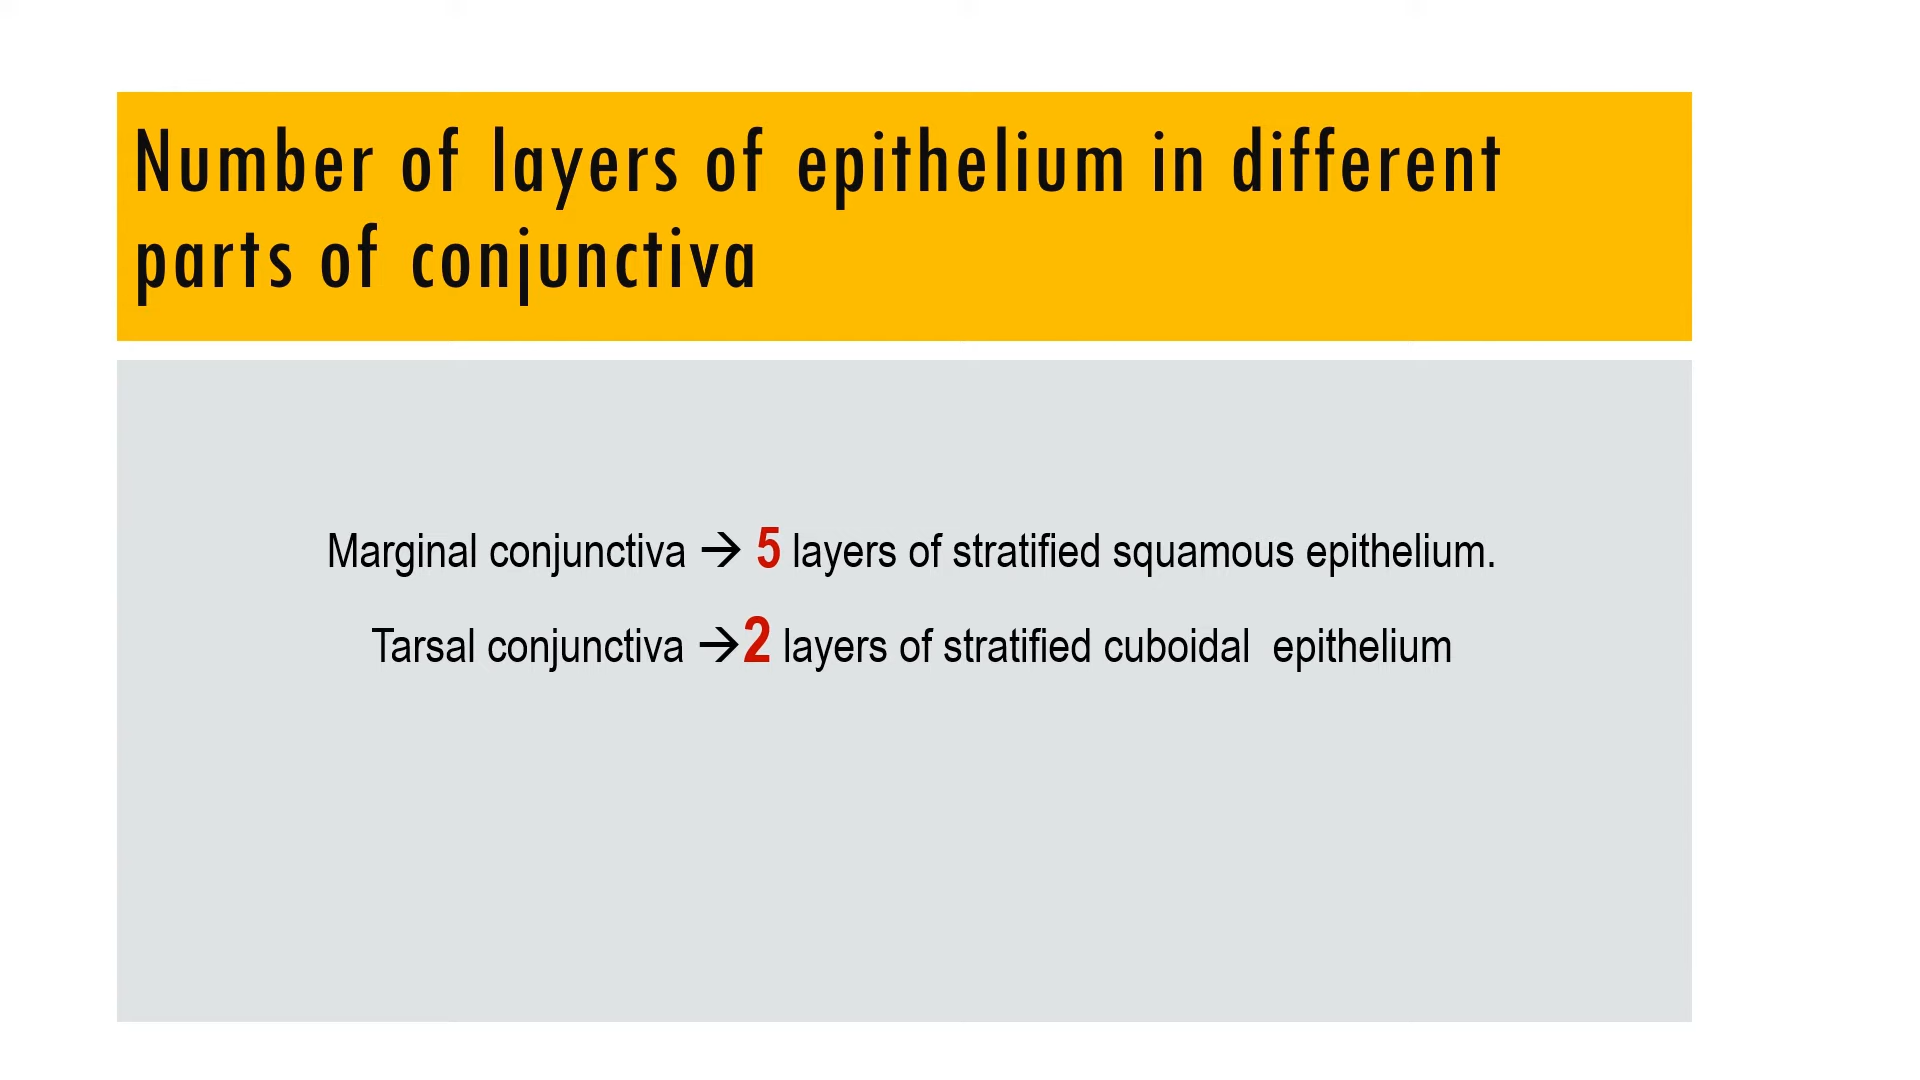 Number of layers of epithelium in different
parts of conjunctiva
Marginal conjunctiva → 5 layers of stratified squamous epithelium.
Tarsal conjunctiva →2 layers of stratified cuboidal  epithelium